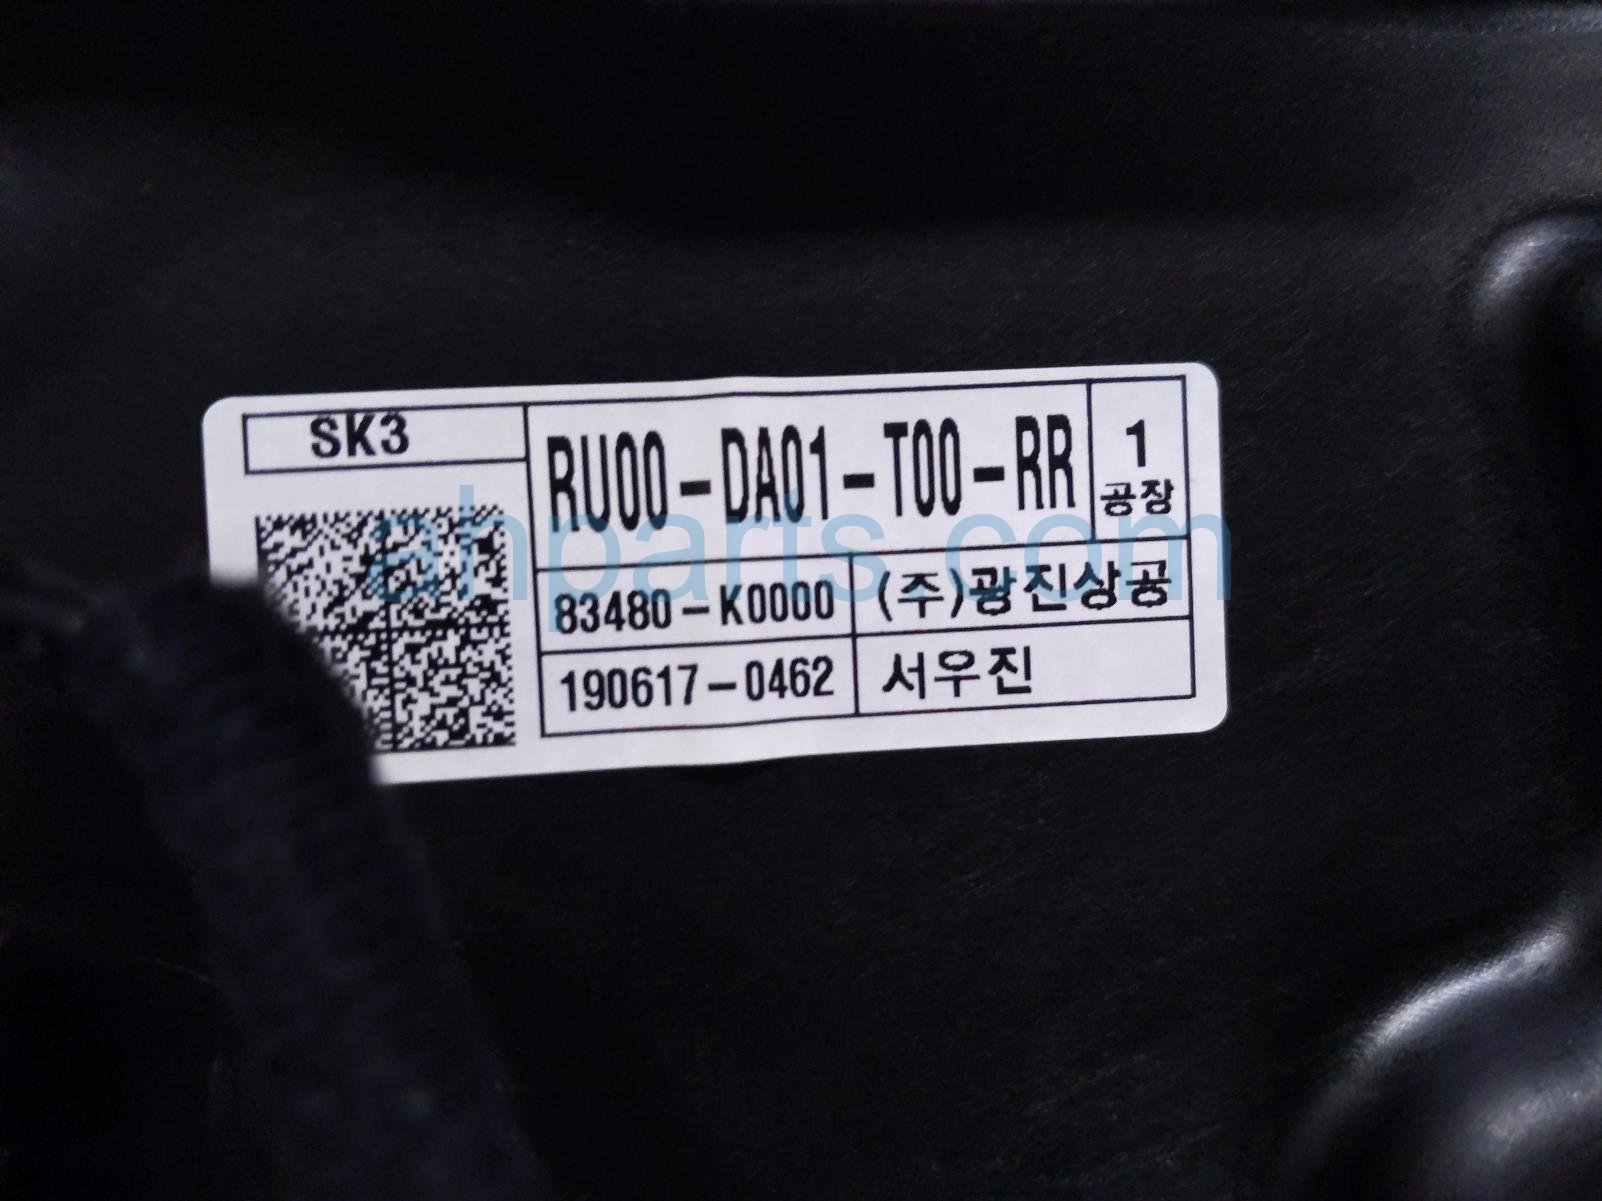 SK3
RU00-DA01-T00-RR
1
공장
83480-K0000
(주)광진상공
190617-0462
서우진
ahparts.com